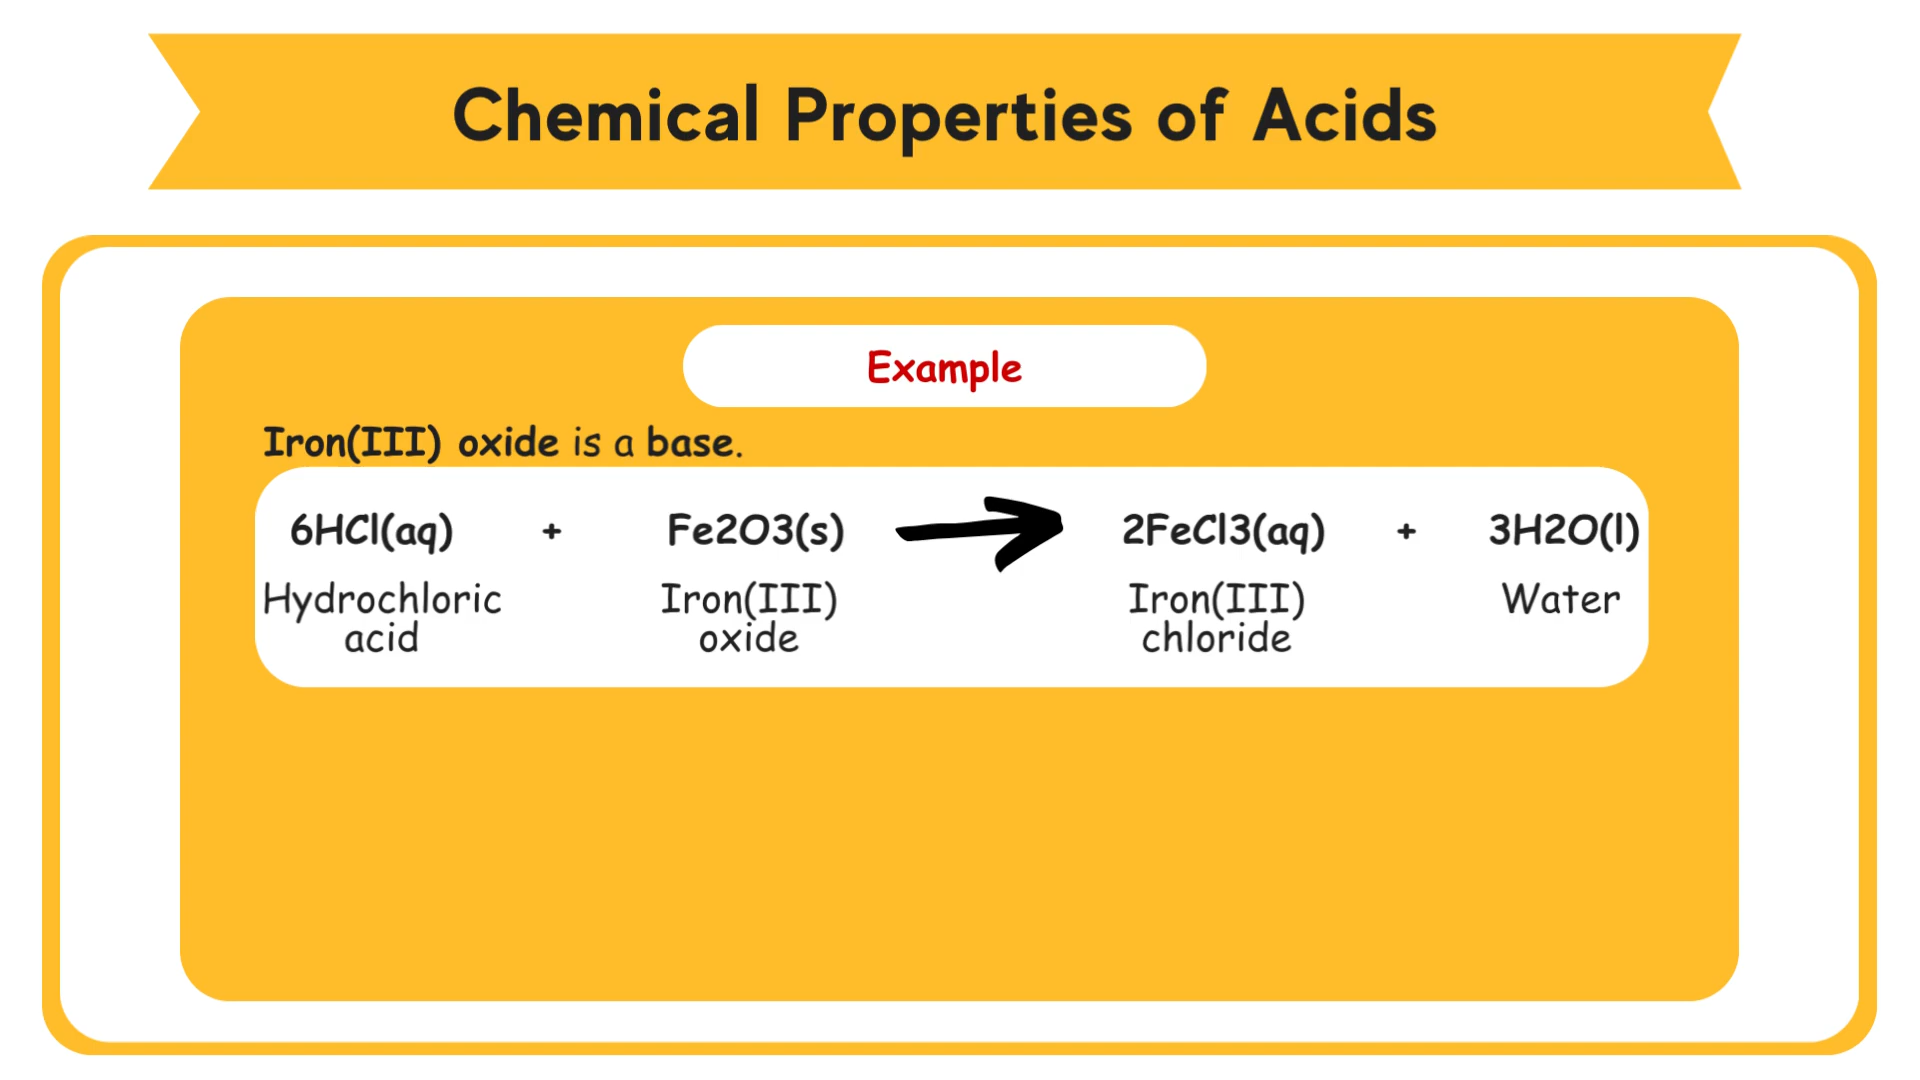 Chemical Properties of Acids
Example
Iron(III) oxide is a base.
6HCl(aq) + Fe2O3(s) 2FeCl3(aq) + 3H2O(l)
Hydrochloric acid
Iron(III) oxide
Iron(III) chloride
Water